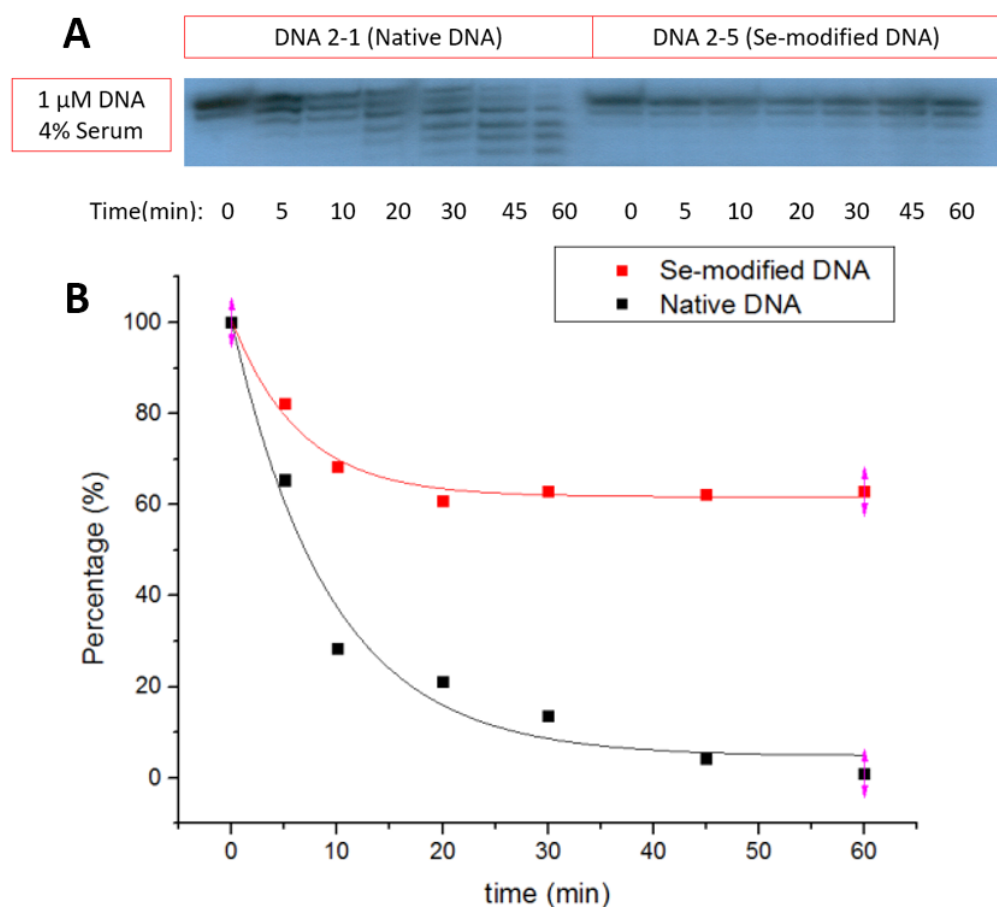 A
DNA 2-1 (Native DNA) DNA 2-5 (Se-modified DNA)
1 µM DNA
4% Serum
Time(min): 0 5 10 20 30 45 60 0 5 10 20 30 45 60
B
Se-modified DNA
Native DNA
100
80
60
40
20
0
Percentage (%)
0 10 20 30 40 50 60
time (min)